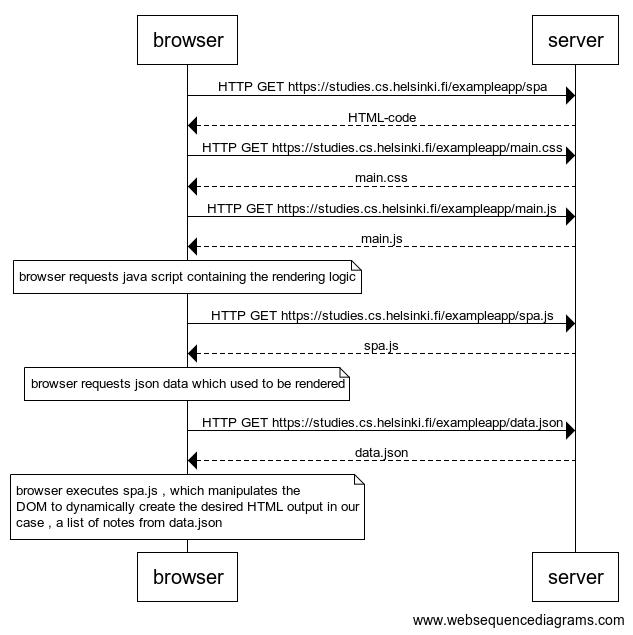 browser
server
HTTP GET https://studies.cs.helsinki.fi/exampleapp/spa
HTML-code
HTTP GET https://studies.cs.helsinki.fi/exampleapp/main.css
main.css
HTTP GET https://studies.cs.helsinki.fi/exampleapp/main.js
main.js
browser requests java script containing the rendering logic
HTTP GET https://studies.cs.helsinki.fi/exampleapp/spa.js
spa.js
browser requests json data which used to be rendered
HTTP GET https://studies.cs.helsinki.fi/exampleapp/data.json
data.json
browser executes spa.js , which manipulates the
DOM to dynamically create the desired HTML output in our
case , a list of notes from data.json
browser
server
www.websequencediagrams.com